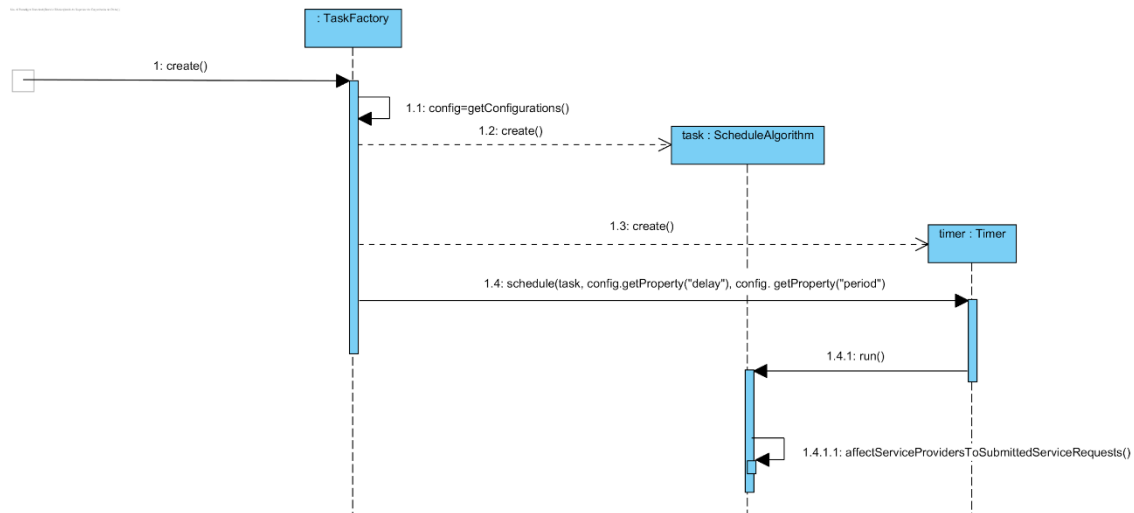 : TaskFactory
1: create()
1.1: config=getConfigurations()
1.2: create()
task : ScheduleAlgorithm
1.3: create()
timer : Timer
1.4: schedule(task, config.getProperty("delay"), config. getProperty("period")
1.4.1: run()
1.4.1.1: affectServiceProvidersToSubmittedServiceRequests()